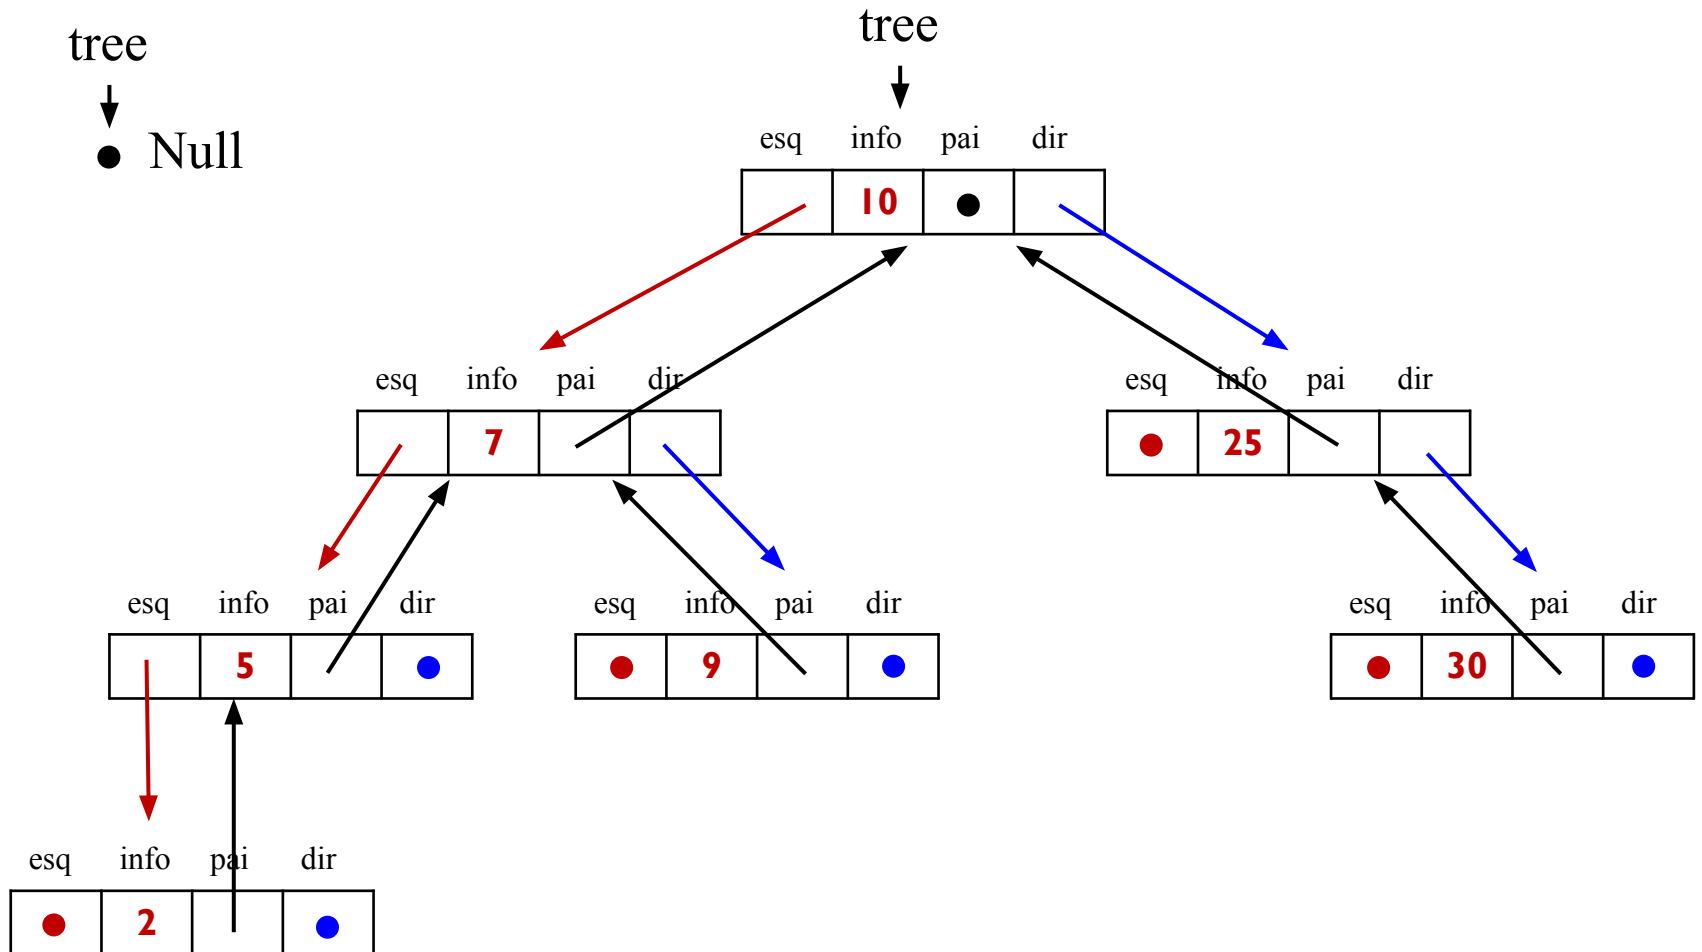 tree
Null
tree
esq info pai dir
10
esq info pai dir
7
esq info pai dir
25
esq info pai dir
5
esq info pai dir
9
esq info pai dir
30
esq info pai dir
2